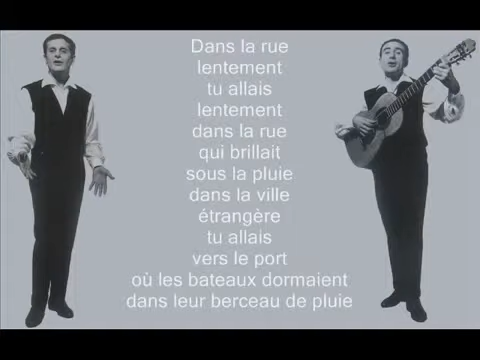 Dans la rue
lentement
tu allais
lentement
dans la rue
qui brillait
sous la pluie
dans la ville
étrangère
tu allais
vers le port
où les bateaux dormaient
dans leur berceau de pluie